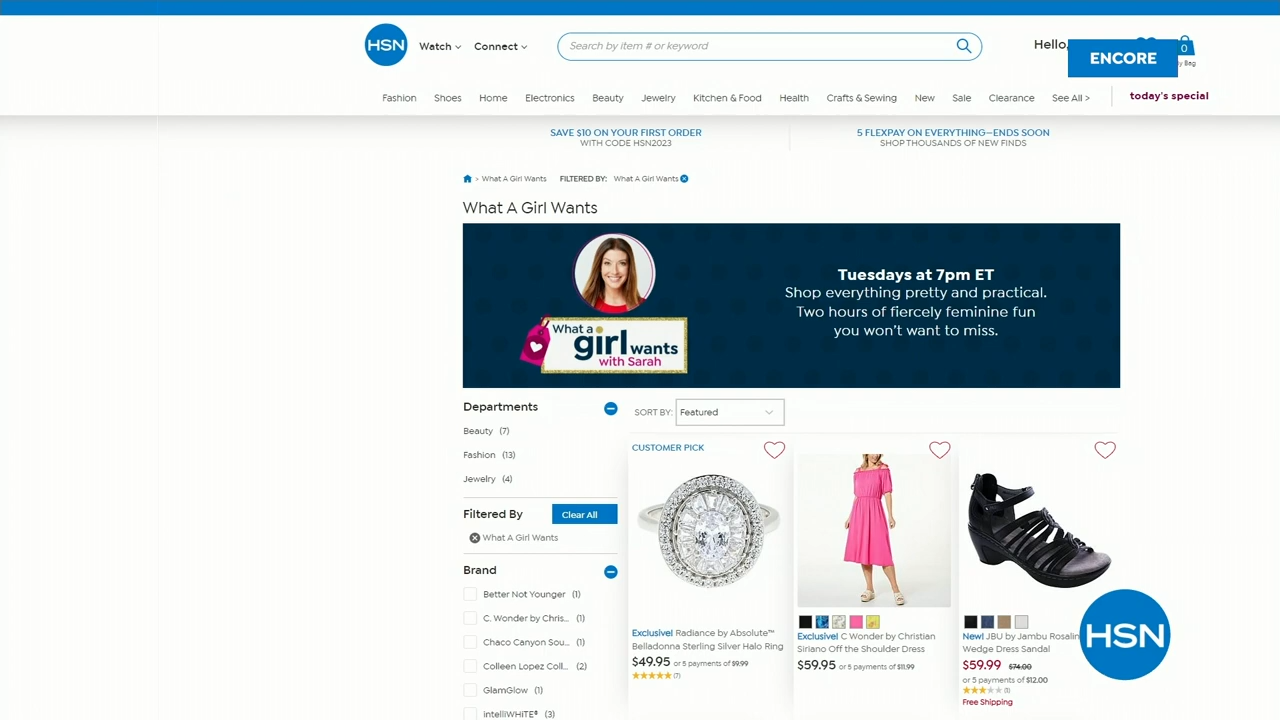 HSN
Watch
Connect
Search by item # or keyword
Hello,
ENCORE
0
Bag
Fashion
Shoes
Home
Electronics
Beauty
Jewelry
Kitchen & Food
Health
Crafts & Sewing
New
Sale
Clearance
See All >
today's special
SAVE $10 ON YOUR FIRST ORDER
WITH CODE HSN2023
5 FLEXPAY ON EVERYTHING—ENDS SOON
SHOP THOUSANDS OF NEW FINDS
> What A Girl Wants
FILTERED BY: What A Girl Wants
What A Girl Wants
What a
girl wants
with Sarah
Tuesdays at 7pm ET
Shop everything pretty and practical.
Two hours of fiercely feminine fun
you won't want to miss.
Departments
Beauty (7)
Fashion (13)
Jewelry (4)
Filtered By
Clear All
What A Girl Wants
Brand
Better Not Younger (1)
C. Wonder by Chris... (1)
Chaco Canyon Sou... (1)
Colleen Lopez Coll... (2)
GlamGlow (1)
intelliWHiTE® (3)
SORT BY: Featured
CUSTOMER PICK
Exclusive! Radiance by Absolute™
Belladonna Sterling Silver Halo Ring
$49.95 or 5 payments of $9.99
(7)
Exclusive! C Wonder by Christian
Siriano Off the Shoulder Dress
$59.95 or 5 payments of $11.99
New! JBU by Jambu Rosalin
Wedge Dress Sandal
$59.99 $74.00
or 5 payments of $12.00
(1)
Free Shipping
HSN